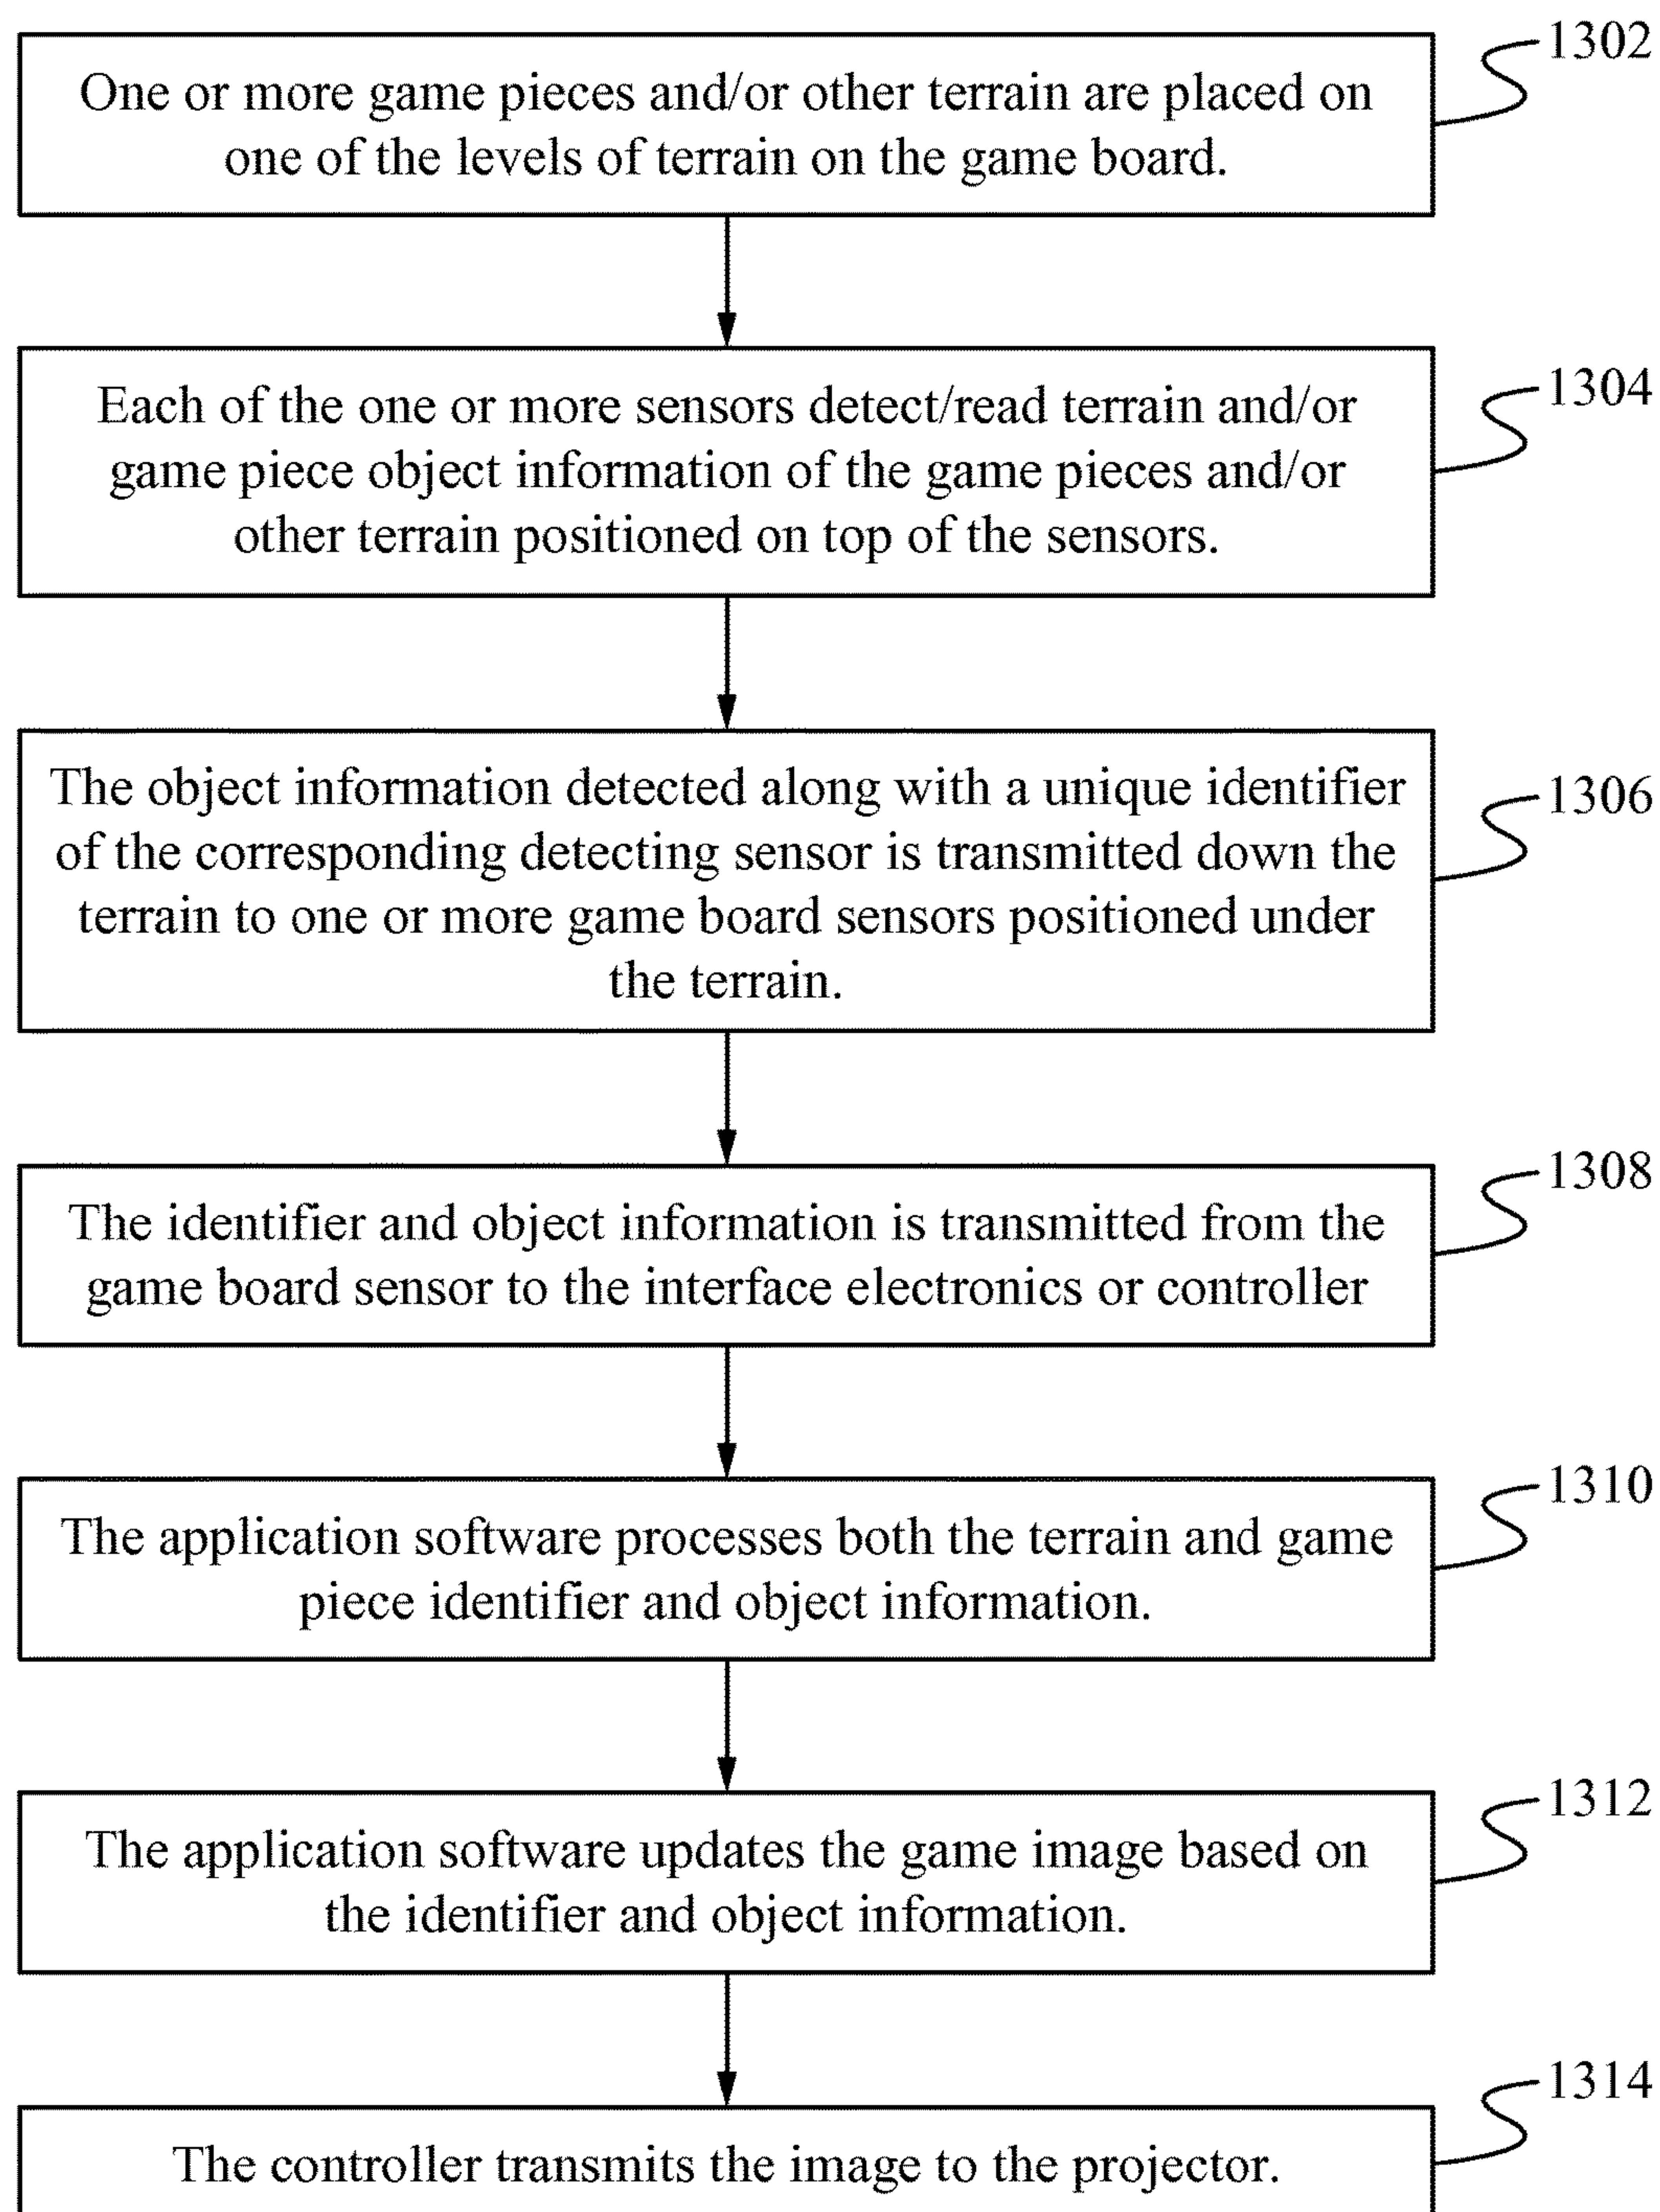 1302
One or more game pieces and/or other terrain are placed on
one of the levels of terrain on the game board.
1304
Each of the one or more sensors detect/read terrain and/or
game piece object information of the game pieces and/or
other terrain positioned on top of the sensors.
1306
The object information detected along with a unique identifier
of the corresponding detecting sensor is transmitted down the
terrain to one or more game board sensors positioned under
the terrain.
1308
The identifier and object information is transmitted from the
game board sensor to the interface electronics or controller
1310
The application software processes both the terrain and game
piece identifier and object information.
1312
The application software updates the game image based on
the identifier and object information.
1314
The controller transmits the image to the projector.